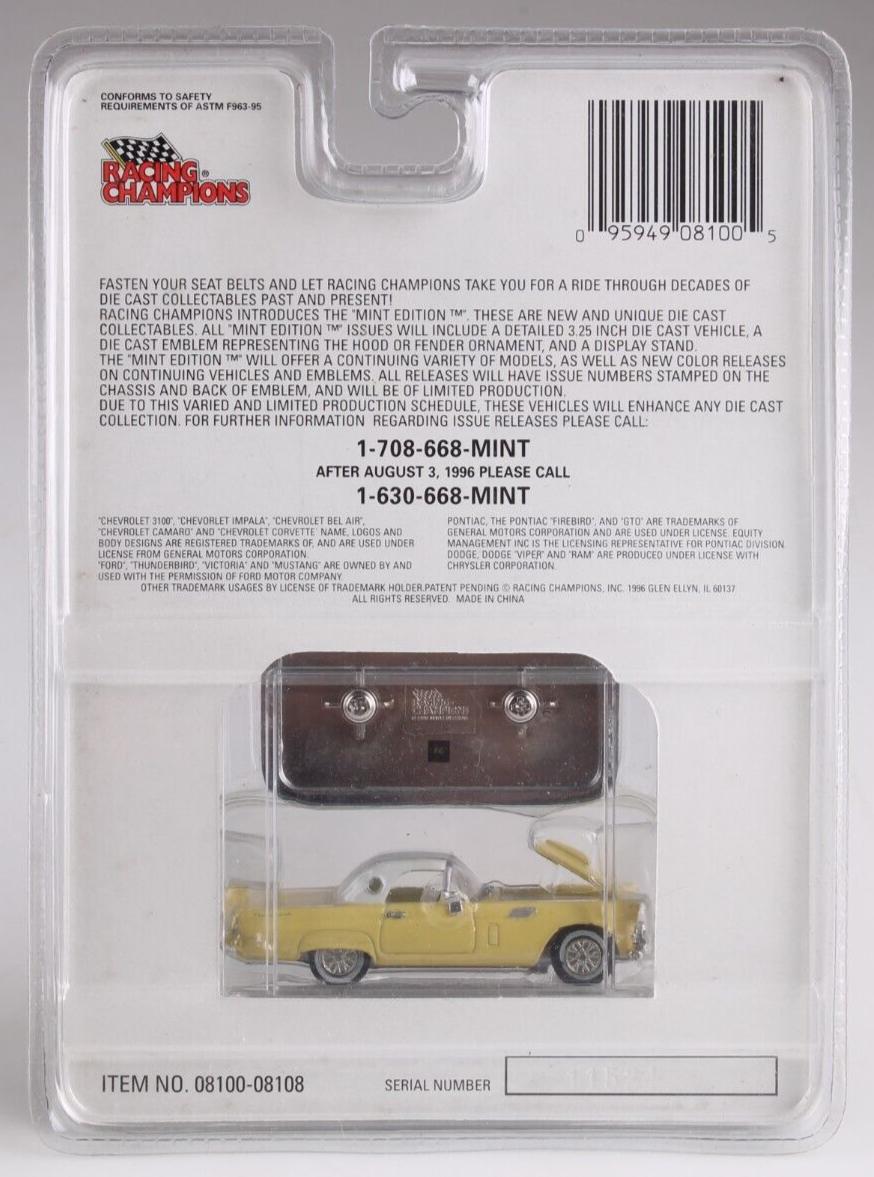 CONFORMS TO SAFETY
REQUIREMENTS OF ASTM F963-95
RACING ®
CHAMPIONS
0 95949 08100 5
FASTEN YOUR SEAT BELTS AND LET RACING CHAMPIONS TAKE YOU FOR A RIDE THROUGH DECADES OF
DIE CAST COLLECTABLES PAST AND PRESENT!
RACING CHAMPIONS INTRODUCES THE "MINT EDITION ™". THESE ARE NEW AND UNIQUE DIE CAST
COLLECTABLES. ALL "MINT EDITION ™" ISSUES WILL INCLUDE A DETAILED 3.25 INCH DIE CAST VEHICLE, A
DIE CAST EMBLEM REPRESENTING THE HOOD OR FENDER ORNAMENT, AND A DISPLAY STAND.
THE "MINT EDITION ™" WILL OFFER A CONTINUING VARIETY OF MODELS, AS WELL AS NEW COLOR RELEASES
ON CONTINUING VEHICLES AND EMBLEMS. ALL RELEASES WILL HAVE ISSUE NUMBERS STAMPED ON THE
CHASSIS AND BACK OF EMBLEM, AND WILL BE OF LIMITED PRODUCTION.
DUE TO THIS VARIED AND LIMITED PRODUCTION SCHEDULE, THESE VEHICLES WILL ENHANCE ANY DIE CAST
COLLECTION. FOR FURTHER INFORMATION REGARDING ISSUE RELEASES PLEASE CALL:
1-708-668-MINT
AFTER AUGUST 3, 1996 PLEASE CALL
1-630-668-MINT
"CHEVROLET 3100", "CHEVORLET IMPALA", "CHEVROLET BEL AIR",
"CHEVROLET CAMARO" AND "CHEVROLET CORVETTE" NAME, LOGOS AND
BODY DESIGNS ARE REGISTERED TRADEMARKS OF, AND ARE USED UNDER
LICENSE FROM GENERAL MOTORS CORPORATION.
"FORD", "THUNDERBIRD", "VICTORIA" AND "MUSTANG" ARE OWNED BY AND
USED WITH THE PERMISSION OF FORD MOTOR COMPANY.
PONTIAC, THE PONTIAC "FIREBIRD", AND "GTO" ARE TRADEMARKS OF
GENERAL MOTORS CORPORATION AND ARE USED UNDER LICENSE. EQUITY
MANAGEMENT INC IS THE LICENSING REPRESENTATIVE FOR PONTIAC DIVISION.
DODGE, DODGE "VIPER" AND "RAM" ARE PRODUCED UNDER LICENSE WITH
CHRYSLER CORPORATION.
OTHER TRADEMARK USAGES BY LICENSE OF TRADEMARK HOLDER.PATENT PENDING © RACING CHAMPIONS, INC. 1996 GLEN ELLYN, IL 60137
ALL RIGHTS RESERVED. MADE IN CHINA
RACING
CHAMPIONS
ITEM NO. 08100-08108
SERIAL NUMBER